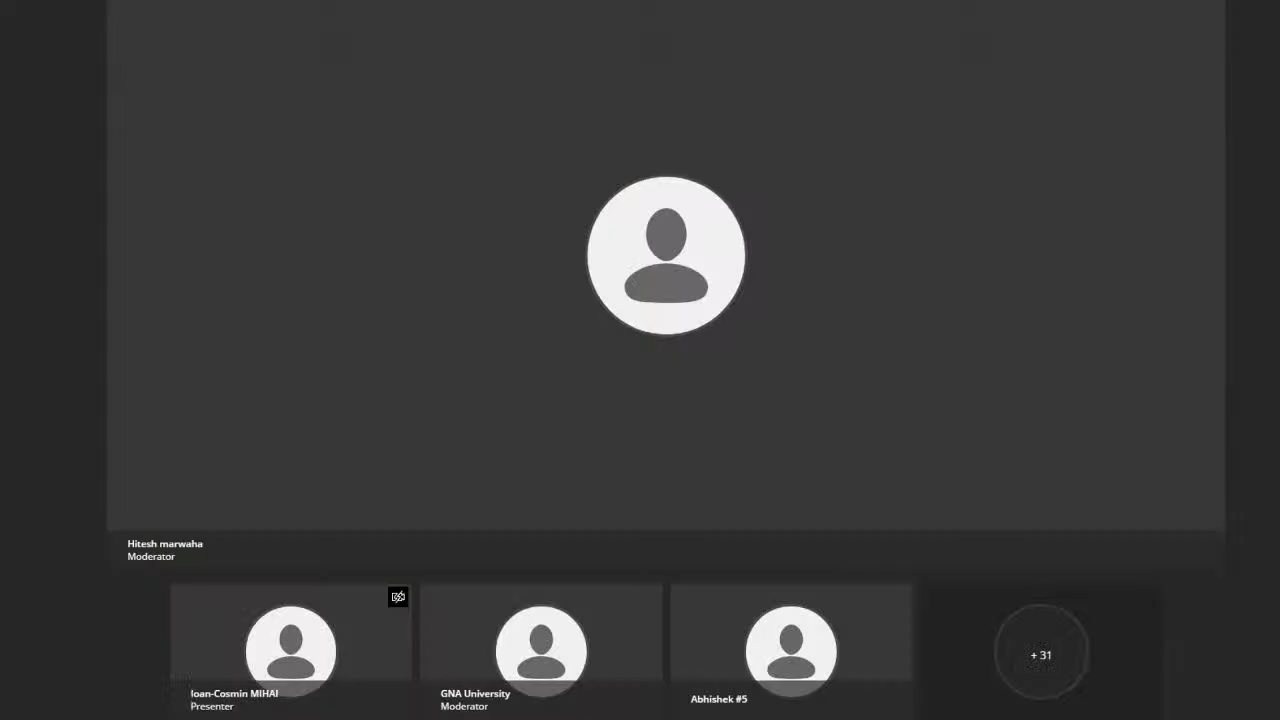 Hitesh marwaha
Moderator
Ioan-Cosmin MIHAI
Presenter
GNA University
Moderator
Abhishek #5
+ 31